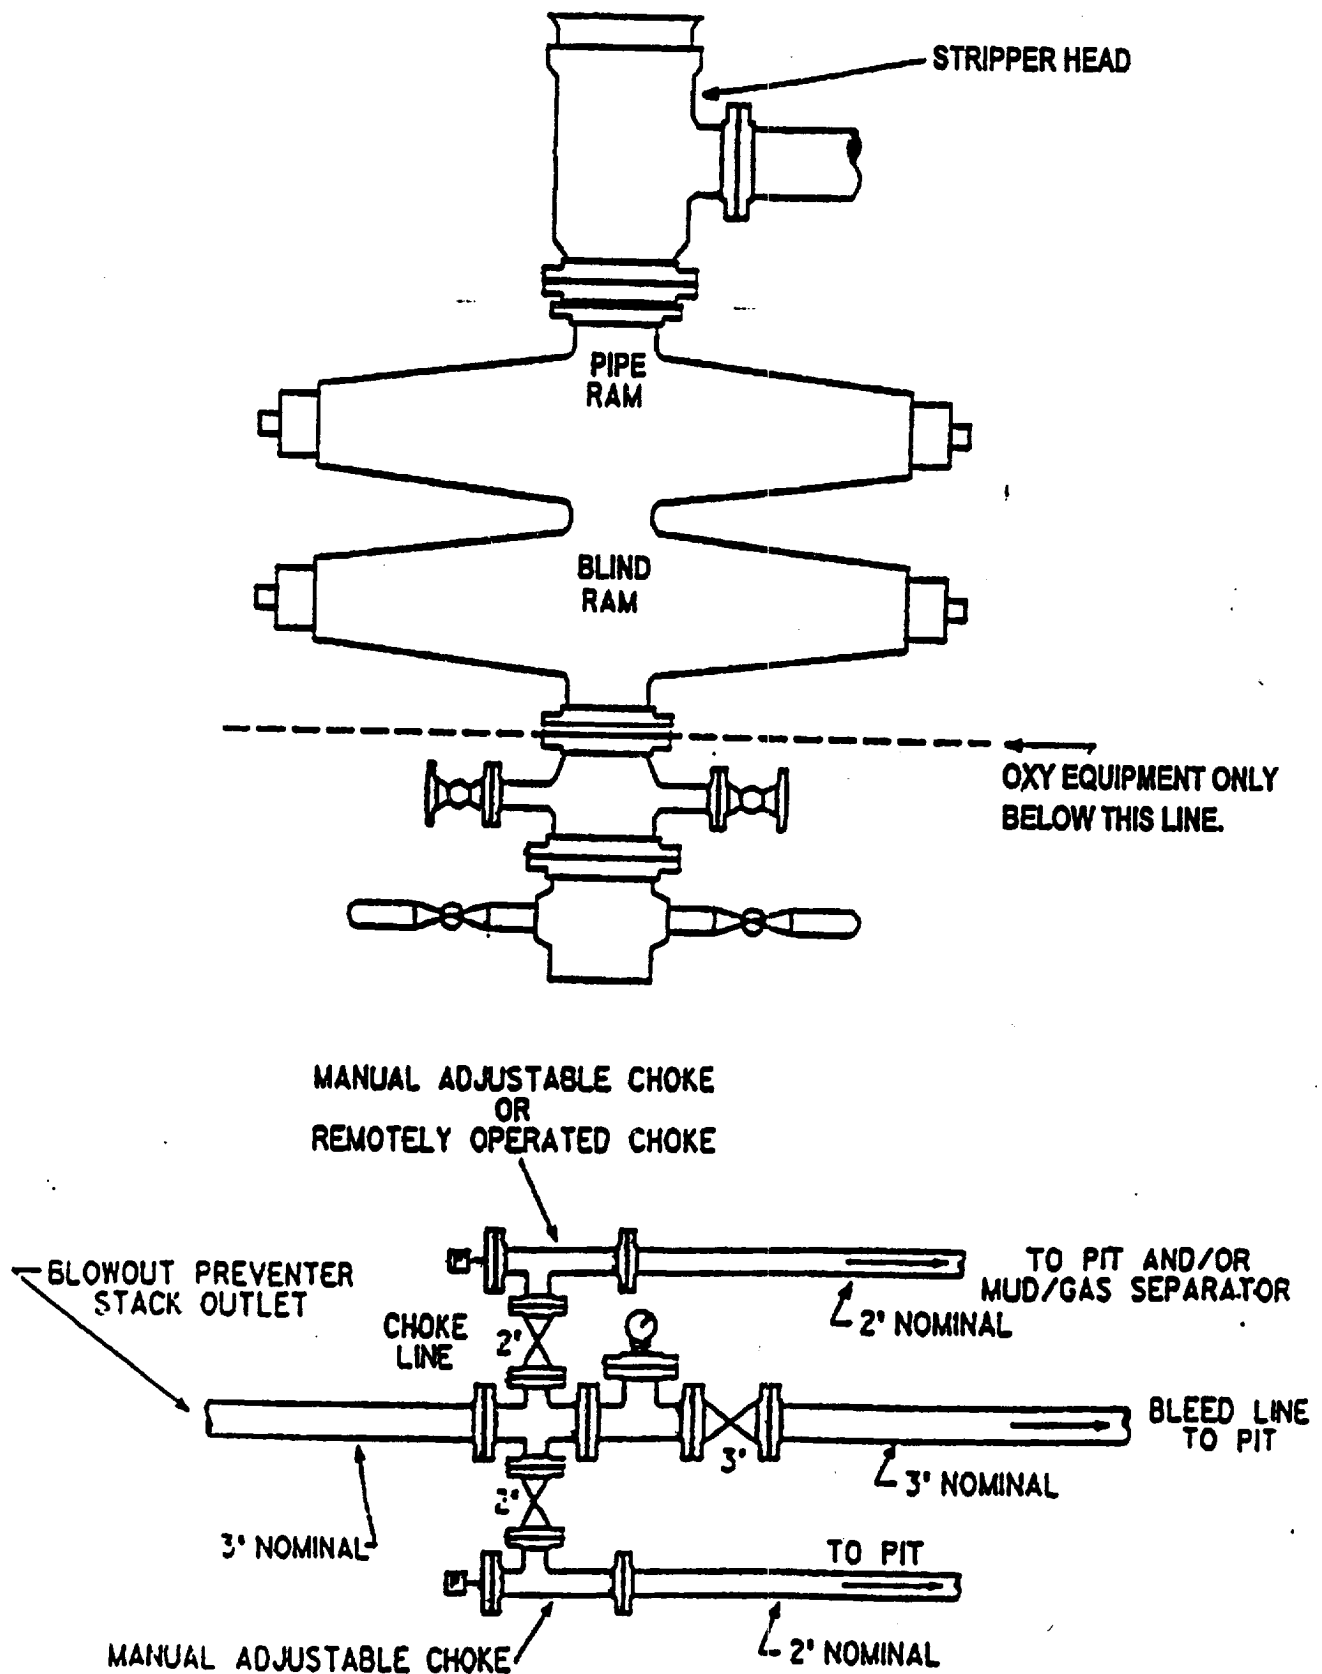 STRIPPER HEAD
PIPE
RAM
BLIND
RAM
OXY EQUIPMENT ONLY
BELOW THIS LINE.
MANUAL ADJUSTABLE CHOKE
OR
REMOTELY OPERATED CHOKE
BLOWOUT PREVENTER
STACK OUTLET
CHOKE
LINE
2"
TO PIT AND/OR
MUD/GAS SEPARATOR
2" NOMINAL
BLEED LINE
TO PIT
3"
3" NOMINAL
2"
3" NOMINAL
TO PIT
MANUAL ADJUSTABLE CHOKE
2" NOMINAL